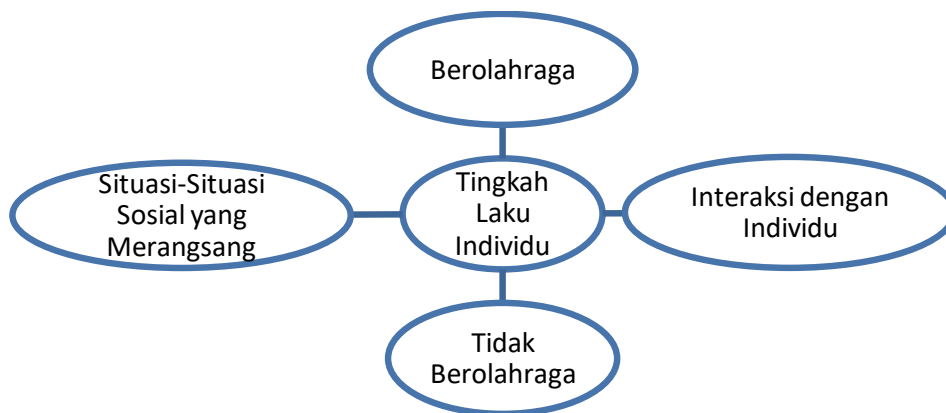 Berolahraga
Situasi-Situasi
Sosial yang
Merangsang
Tingkah
Laku
Individu
Interaksi dengan
Individu
Tidak
Berolahraga